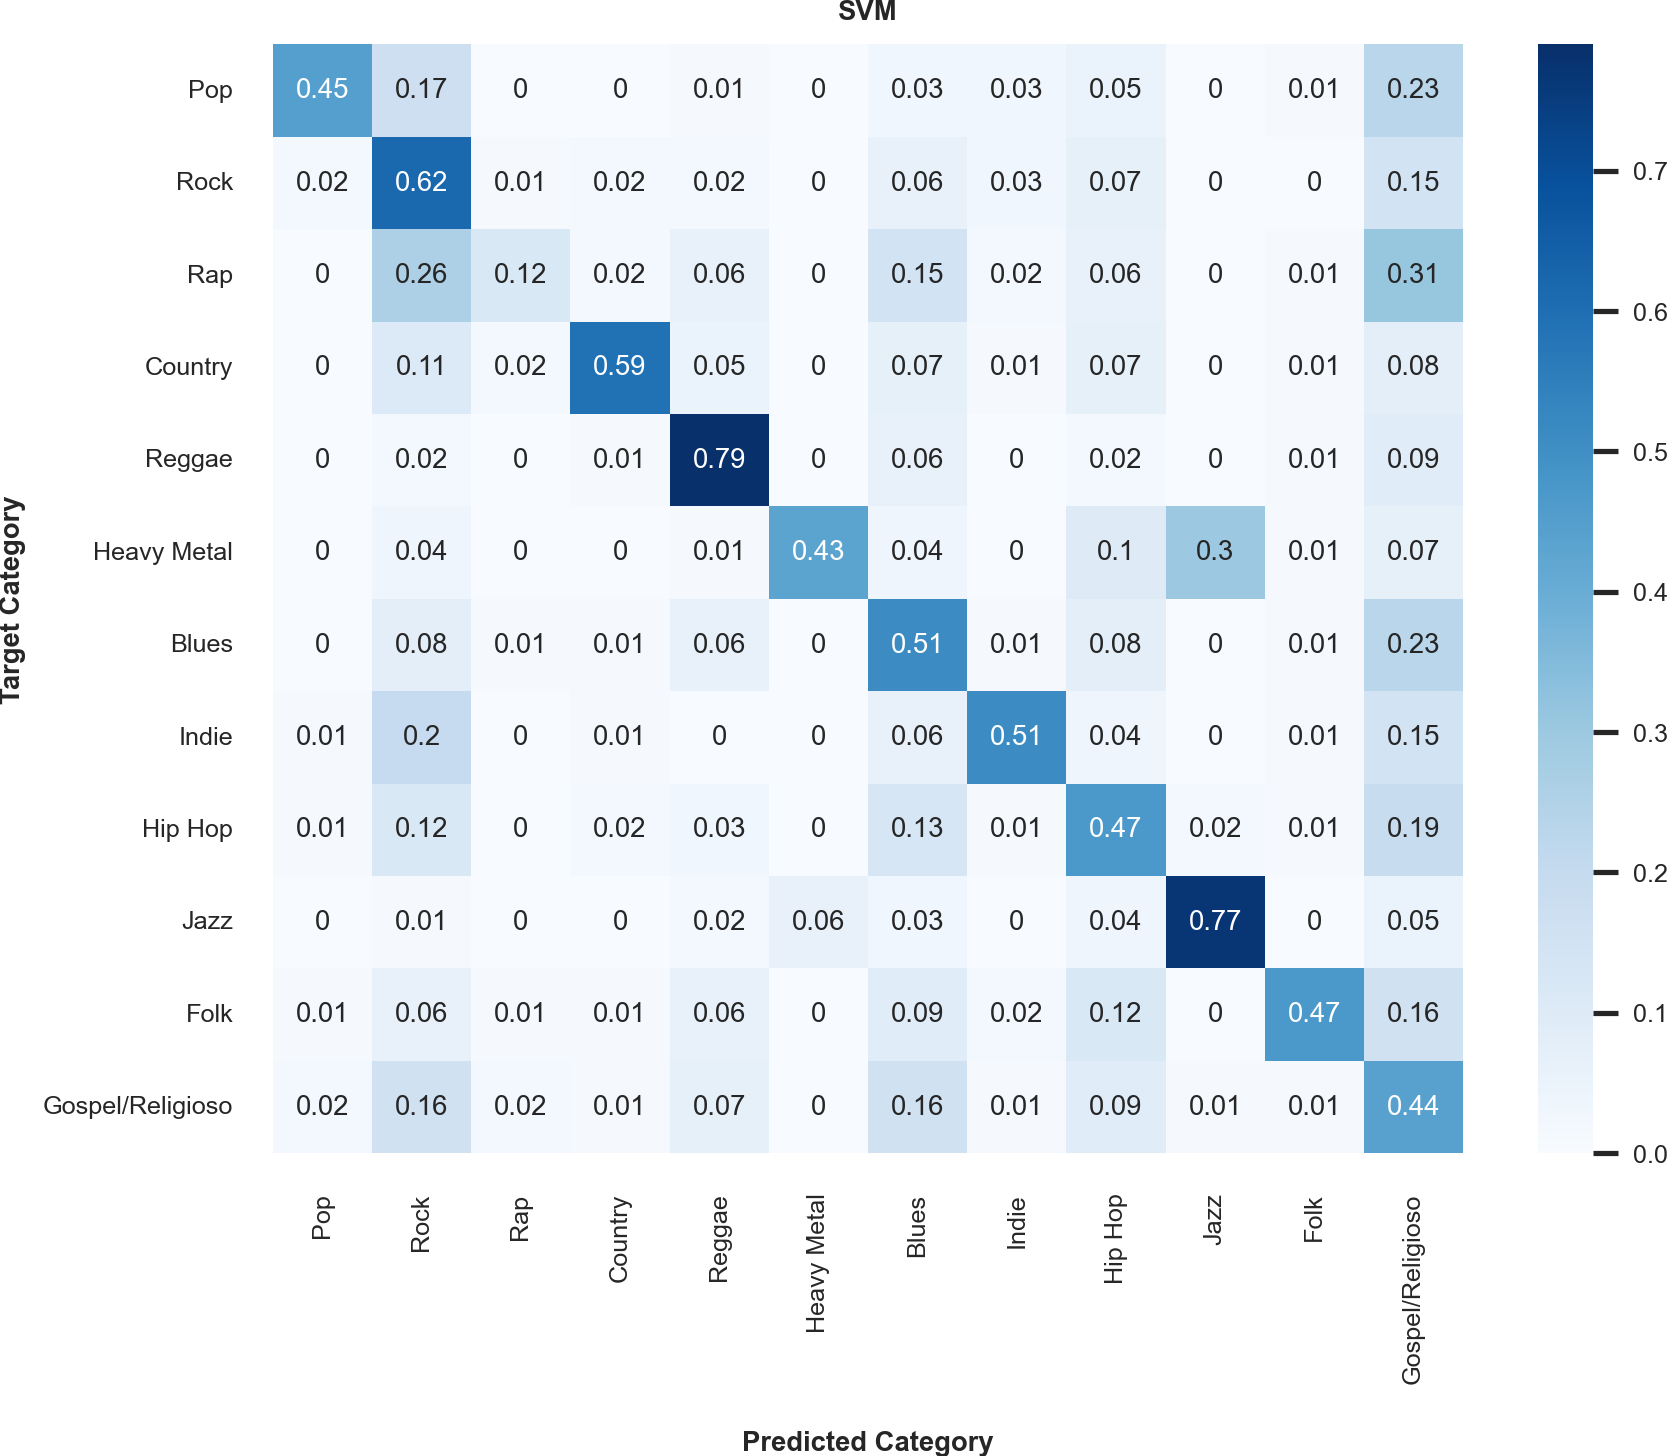 SVM
Pop 0.45 0.17 0 0 0.01 0 0.03 0.03 0.05 0 0.01 0.23
Rock 0.02 0.62 0.01 0.02 0.02 0 0.06 0.03 0.07 0 0 0.15
Rap 0 0.26 0.12 0.02 0.06 0 0.15 0.02 0.06 0 0.01 0.31
Country 0 0.11 0.02 0.59 0.05 0 0.07 0.01 0.07 0 0.01 0.08
Reggae 0 0.02 0 0.01 0.79 0 0.06 0 0.02 0 0.01 0.09
Heavy Metal 0 0.04 0 0 0.01 0.43 0.04 0 0.1 0.3 0.01 0.07
Blues 0 0.08 0.01 0.01 0.06 0 0.51 0.01 0.08 0 0.01 0.23
Indie 0.01 0.2 0 0.01 0 0 0.06 0.51 0.04 0 0.01 0.15
Hip Hop 0.01 0.12 0 0.02 0.03 0 0.13 0.01 0.47 0.02 0.01 0.19
Jazz 0 0.01 0 0 0.02 0.06 0.03 0 0.04 0.77 0 0.05
Folk 0.01 0.06 0.01 0.01 0.06 0 0.09 0.02 0.12 0 0.47 0.16
Gospel/Religioso 0.02 0.16 0.02 0.01 0.07 0 0.16 0.01 0.09 0.01 0.01 0.44
Target Category
Pop
Rock
Rap
Country
Reggae
Heavy Metal
Blues
Indie
Hip Hop
Jazz
Folk
Gospel/Religioso
Predicted Category
0.7
0.6
0.5
0.4
0.3
0.2
0.1
0.0